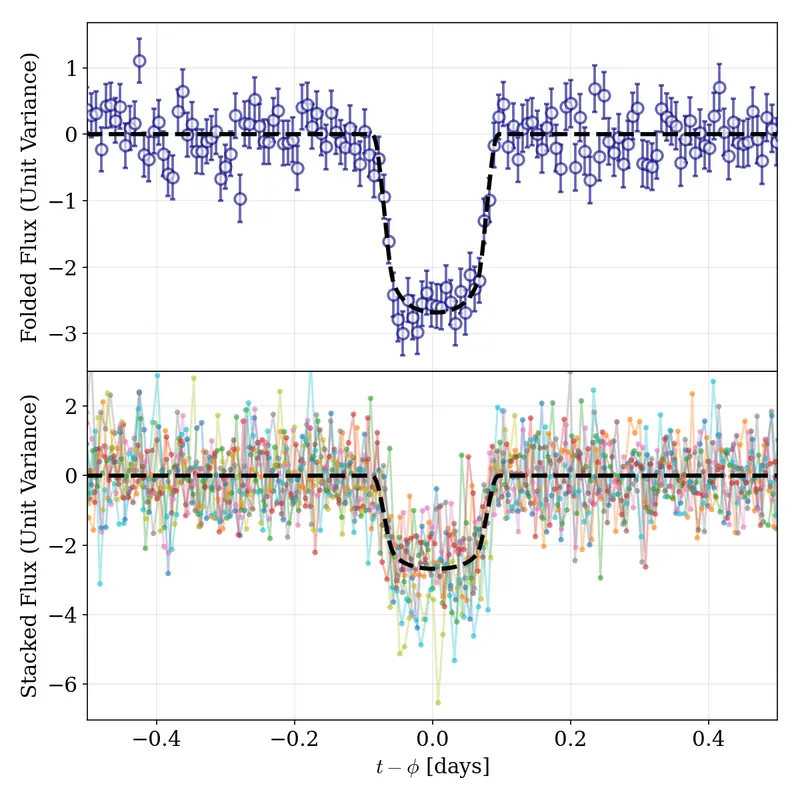 Folded Flux (Unit Variance)
1
0
−1
−2
−3
Stacked Flux (Unit Variance)
2
0
−2
−4
−6
−0.4 −0.2 0.0 0.2 0.4
t − ϕ [days]